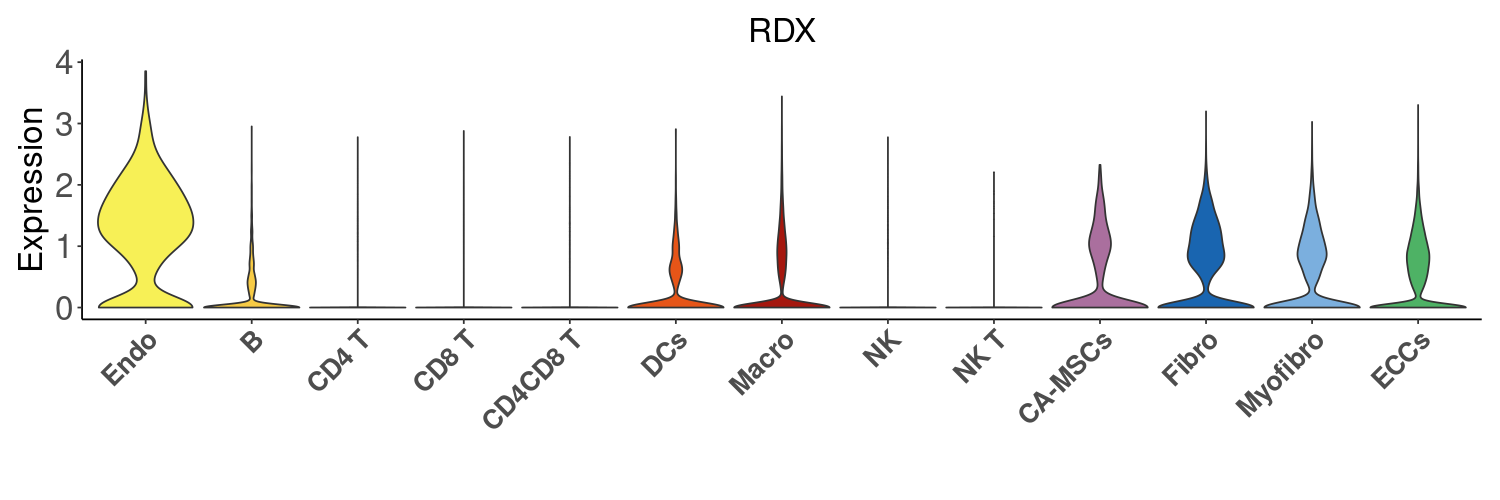 RDX
Expression
4
3
2
1
0
Endo
B
CD4 T
CD8 T
CD4CD8 T
DCs
Macro
NK
NK T
CA-MSCs
Fibro
Myofibro
ECCs